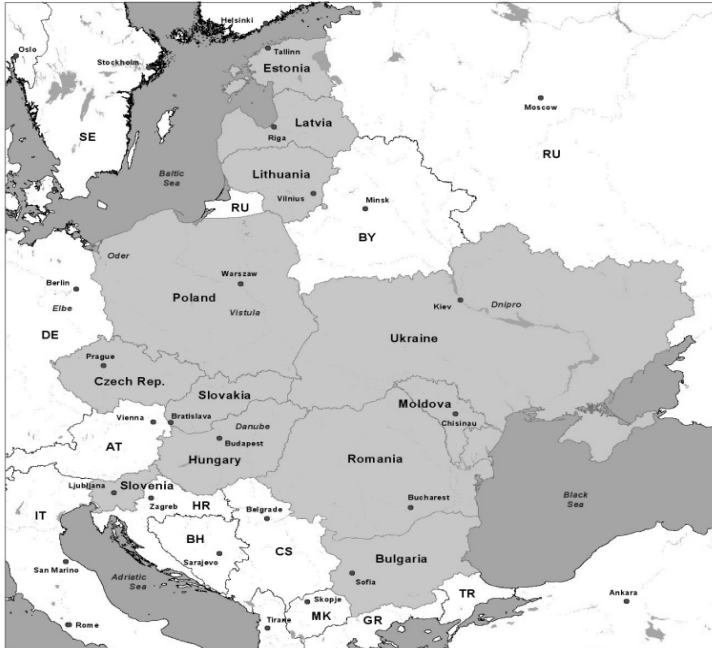 Helsinki
Oslo
Tallinn
Stockholm
Estonia
Moscow
Latvia
Riga
SE
RU
Baltic
Sea
Lithuania
Vilnius
Minsk
RU
BY
Oder
Warszaw
Berlin
Poland
Kiev
Dnipro
Elbe
Vistula
DE
Ukraine
Prague
Czech Rep.
Slovakia
Moldova
Vienna
Bratislava
Danube
Chisinau
AT
Budapest
Hungary
Romania
Ljubljana
Slovenia
Zagreb
HR
Bucharest
Black
Sea
IT
Belgrade
BH
CS
Sarajevo
Bulgaria
San Marino
Sofia
Adriatic
Sea
TR
Ankara
Skopje
MK
Tirane
GR
Rome